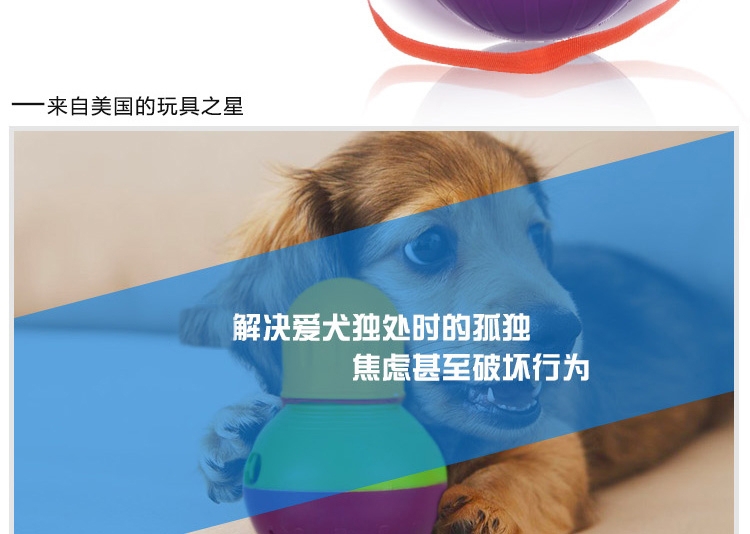 一来自美国的玩具之星
解决爱犬独处时的孤独
焦虑甚至破坏行为